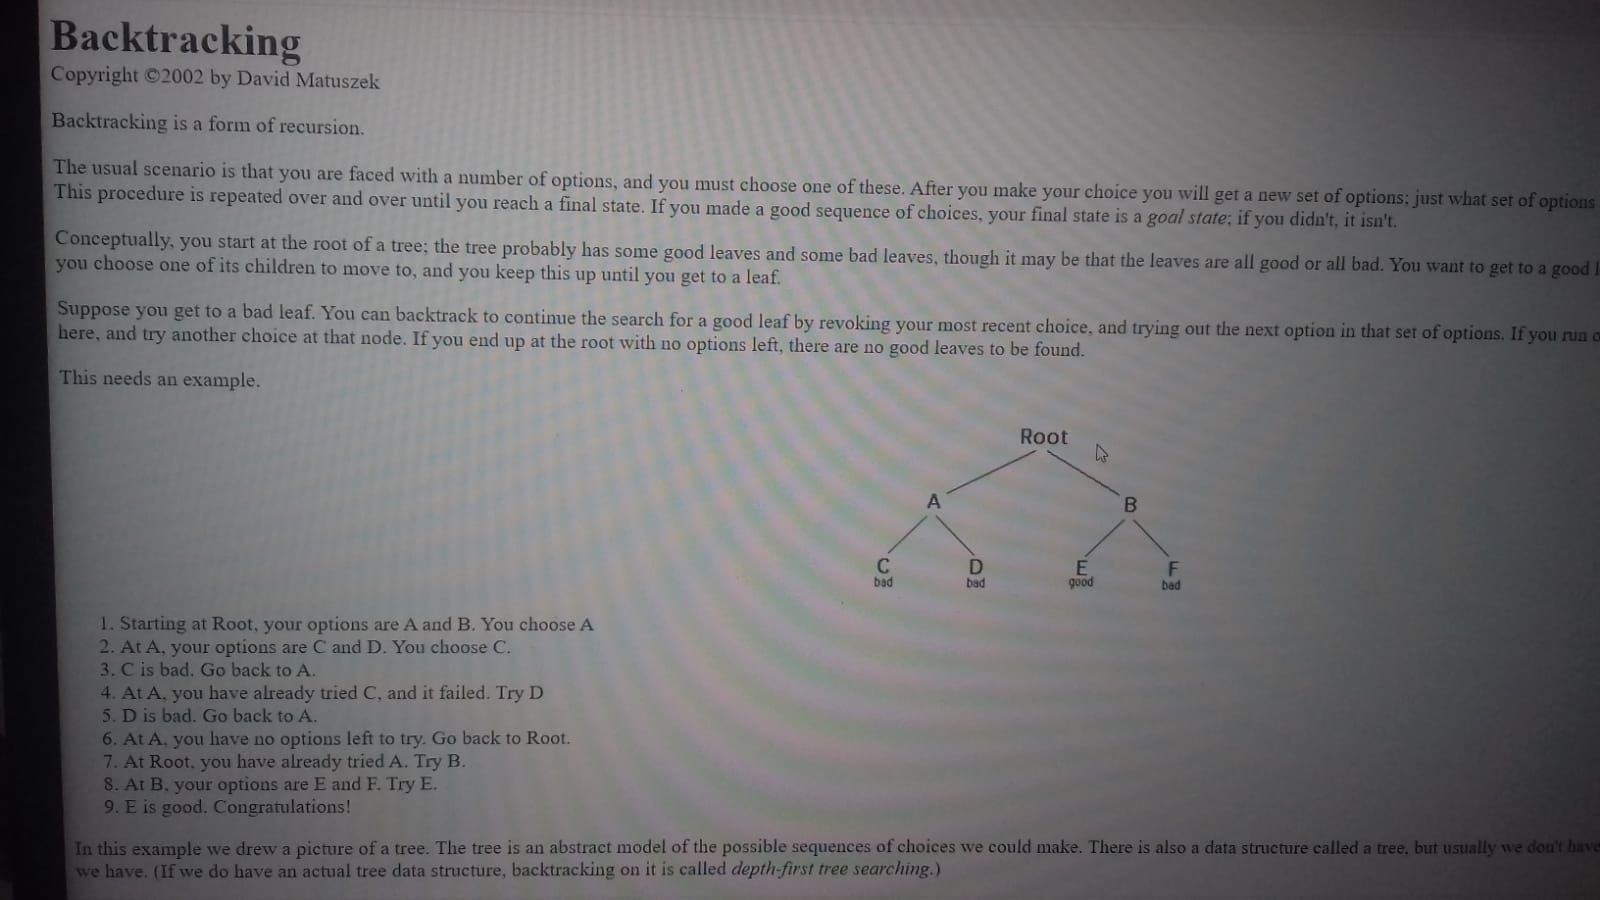 Backtracking
Copyright ©2002 by David Matuszek
Backtracking is a form of recursion.
The usual scenario is that you are faced with a number of options, and you must choose one of these. After you make your choice you will get a new set of options; just what set of options
This procedure is repeated over and over until you reach a final state. If you made a good sequence of choices, your final state is a goal state; if you didn't, it isn't.
Conceptually, you start at the root of a tree; the tree probably has some good leaves and some bad leaves, though it may be that the leaves are all good or all bad. You want to get to a good
you choose one of its children to move to, and you keep this up until you get to a leaf.
Suppose you get to a bad leaf. You can backtrack to continue the search for a good leaf by revoking your most recent choice, and trying out the next option in that set of options. If you run
here, and try another choice at that node. If you end up at the root with no options left, there are no good leaves to be found.
This needs an example.
Root
A B
C D E F
bad bad good bad
1. Starting at Root, your options are A and B. You choose A
2. At A, your options are C and D. You choose C.
3. C is bad. Go back to A.
4. At A, you have already tried C, and it failed. Try D
5. D is bad. Go back to A.
6. At A, you have no options left to try. Go back to Root.
7. At Root, you have already tried A. Try B.
8. At B, your options are E and F. Try E.
9. E is good. Congratulations!
In this example we drew a picture of a tree. The tree is an abstract model of the possible sequences of choices we could make. There is also a data structure called a tree, but usually we don't have
we have. (If we do have an actual tree data structure, backtracking on it is called depth-first tree searching.)